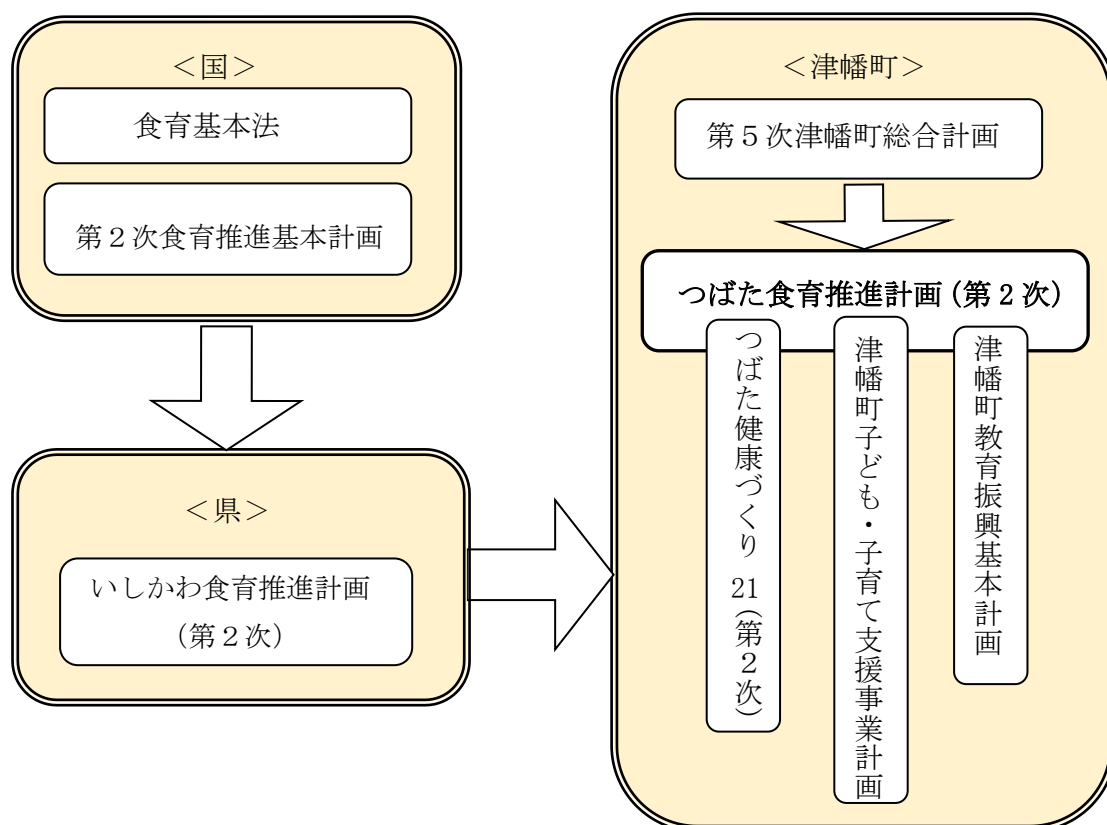 ＜国＞
食育基本法
第２次食育推進基本計画
＜県＞
いしかわ食育推進計画
（第２次）
＜津幡町＞
第５次津幡町総合計画
つばた食育推進計画（第２次）
つばた健康づくり 21（第２次）
津幡町子ども・子育て支援事業計画
津幡町教育振興基本計画